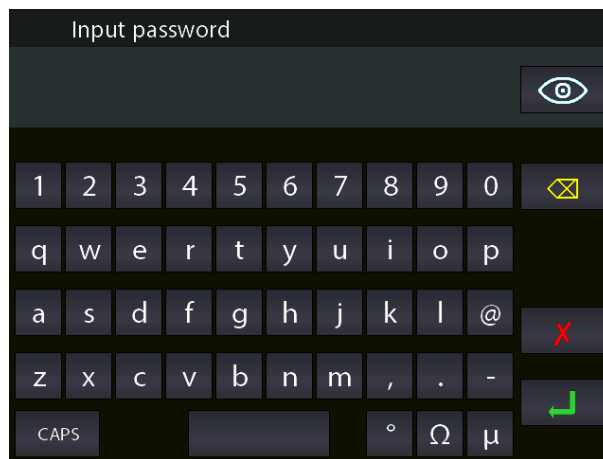 Input password
1 2 3 4 5 6 7 8 9 0
q w e r t y u i o p
a s d f g h j k l @
z x c v b n m , . -
CAPS ° Ω µ